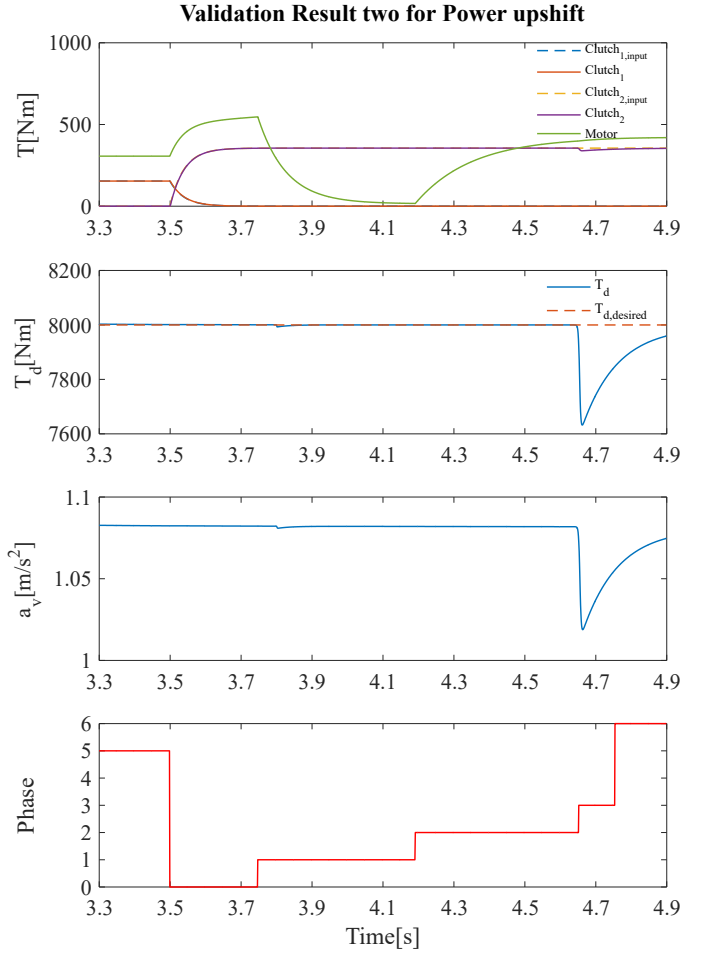 Validation Result two for Power upshift
1000
500
0
T[Nm]
Clutch1,input
Clutch1
Clutch2,input
Clutch2
Motor
3.3 3.5 3.7 3.9 4.1 4.3 4.5 4.7 4.9
8200
8000
7800
7600
Td[Nm]
Td
Td,desired
3.3 3.5 3.7 3.9 4.1 4.3 4.5 4.7 4.9
1.1
1.05
1
av[m/s2]
3.3 3.5 3.7 3.9 4.1 4.3 4.5 4.7 4.9
6
5
4
3
2
1
0
Phase
3.3 3.5 3.7 3.9 4.1 4.3 4.5 4.7 4.9
Time[s]